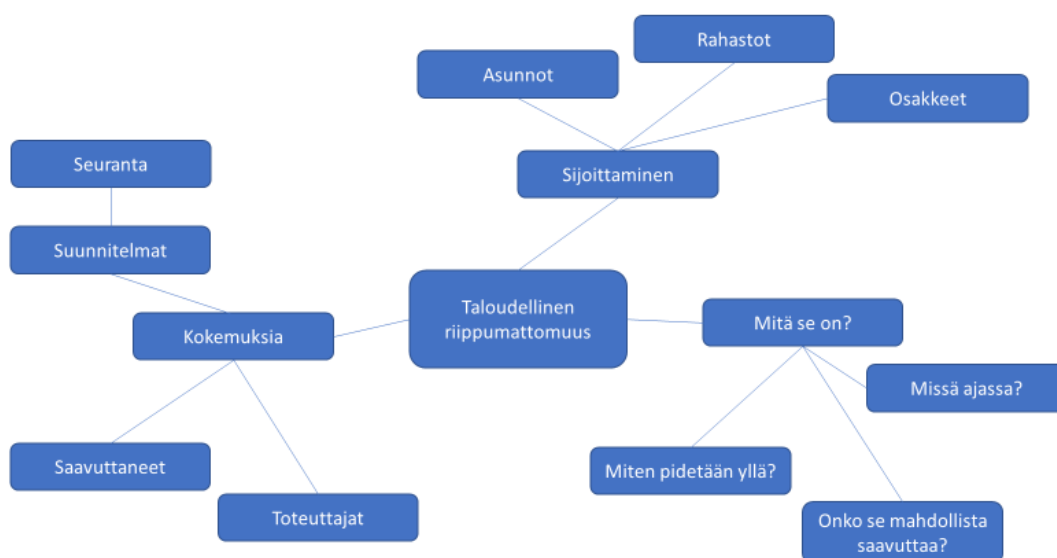 Rahastot
Asunnot
Osakkeet
Seuranta
Sijoittaminen
Suunnitelmat
Taloudellinen
riippumattomuus
Kokemuksia
Mitä se on?
Missä ajassa?
Saavuttaneet
Miten pidetään yllä?
Toteuttajat
Onko se mahdollista
saavuttaa?